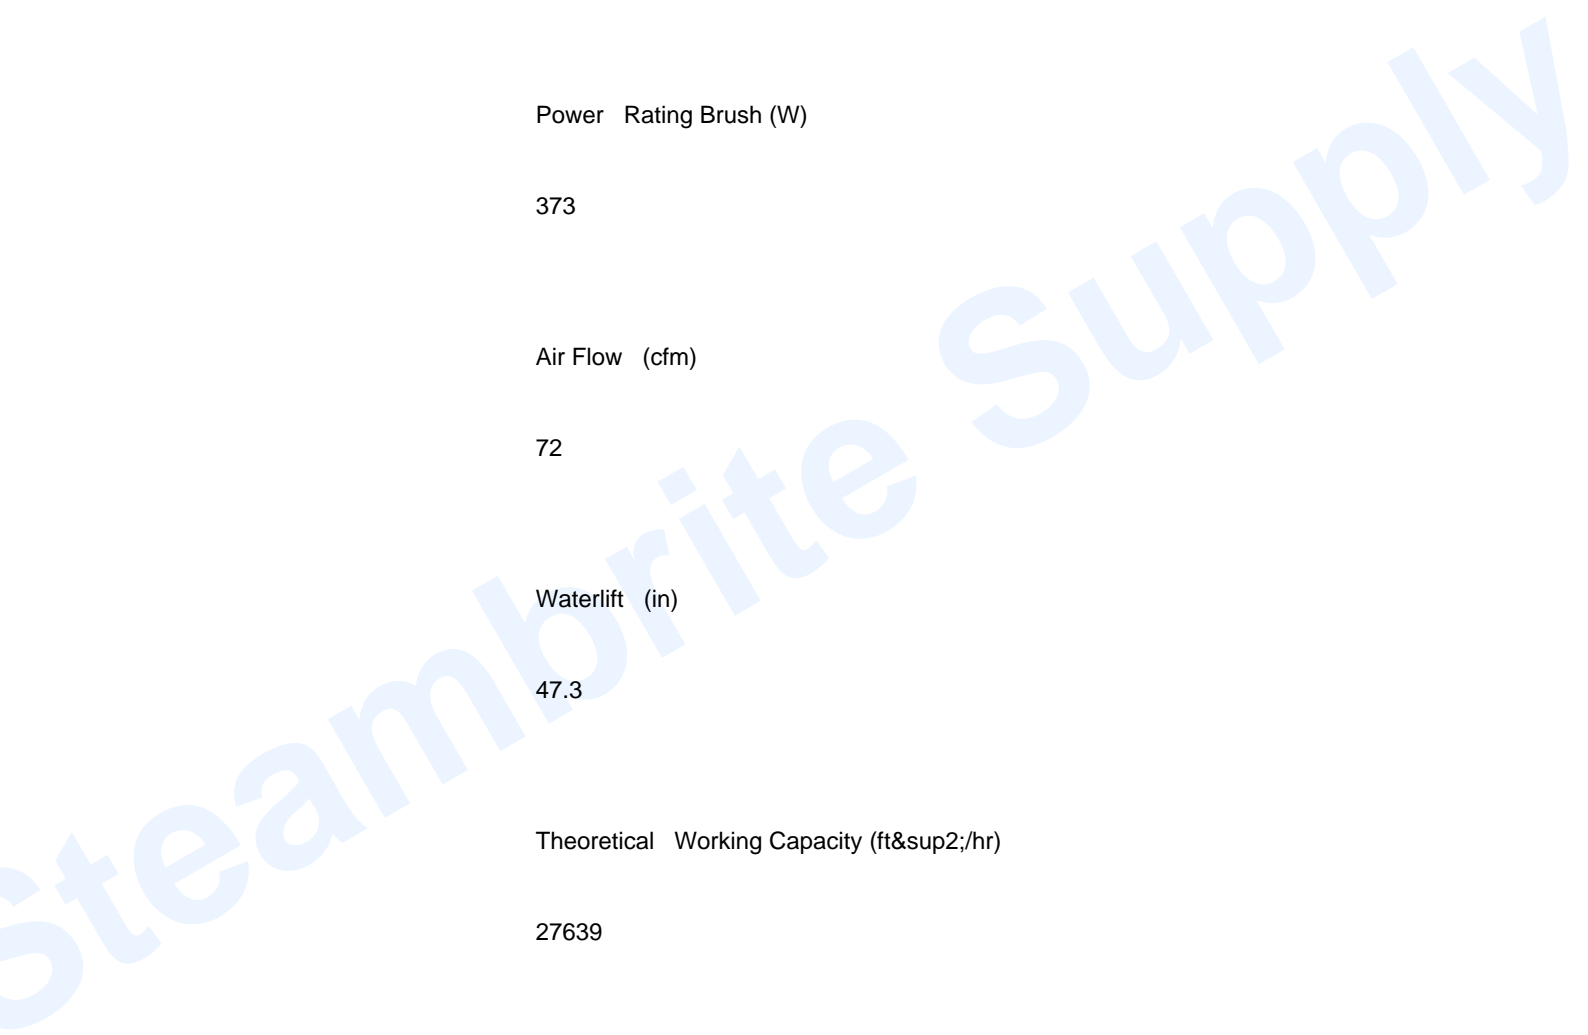 Power Rating Brush (W)
373
Air Flow (cfm)
72
Waterlift (in)
47.3
Theoretical Working Capacity (ft&sup2;/hr)
27639
Steambrite Supply